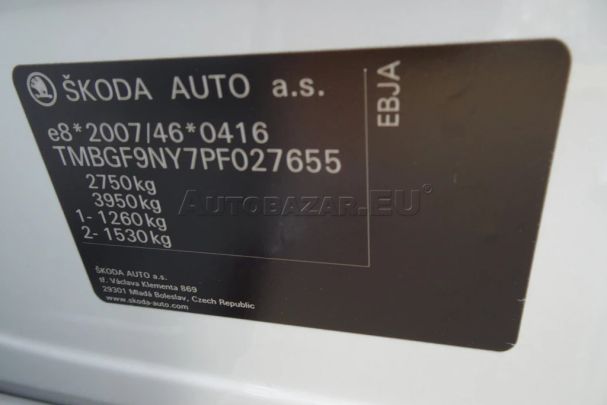 ŠKODA AUTO a.s.
EBJA
e8*2007/46*0416
TMBGF9NY7PF027655
2750kg
3950kg
1- 1260kg
2- 1530kg
AUTOBAZAR.EU
ŠKODA AUTO a.s.
tř. Václava Klementa 869
29301 Mladá Boleslav, Czech Republic
www.skoda-auto.com